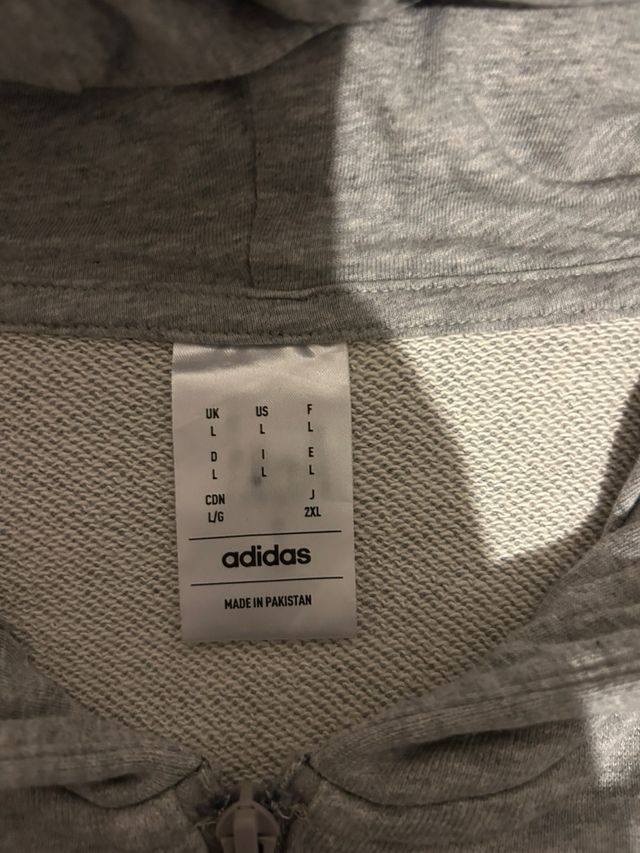 UK US F
L L L
D I E
L L L
CDN J
L/G 2XL
adidas
MADE IN PAKISTAN